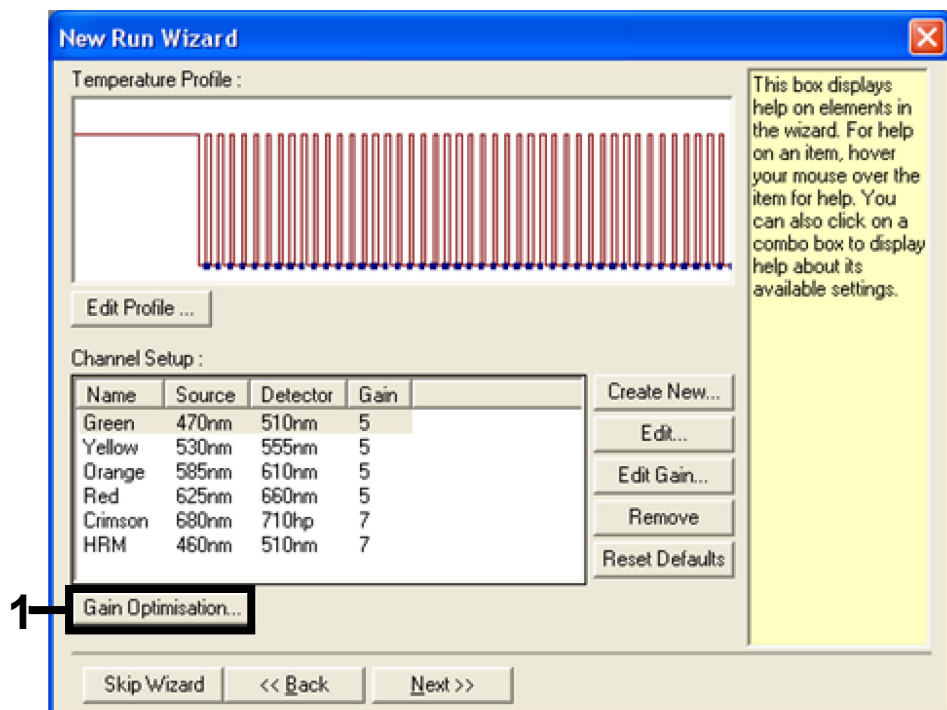 New Run Wizard
Temperature Profile :
This box displays
help on elements in
the wizard. For help
on an item, hover
your mouse over the
item for help. You
can also click on a
combo box to display
help about its
available settings.
Edit Profile ...
Channel Setup :
Name Source Detector Gain
Green 470nm 510nm 5
Yellow 530nm 555nm 5
Orange 585nm 610nm 5
Red 625nm 660nm 5
Crimson 680nm 710hp 7
HRM 460nm 510nm 7
Create New...
Edit...
Edit Gain...
Remove
Reset Defaults
1
Gain Optimisation...
Skip Wizard << Back Next >>